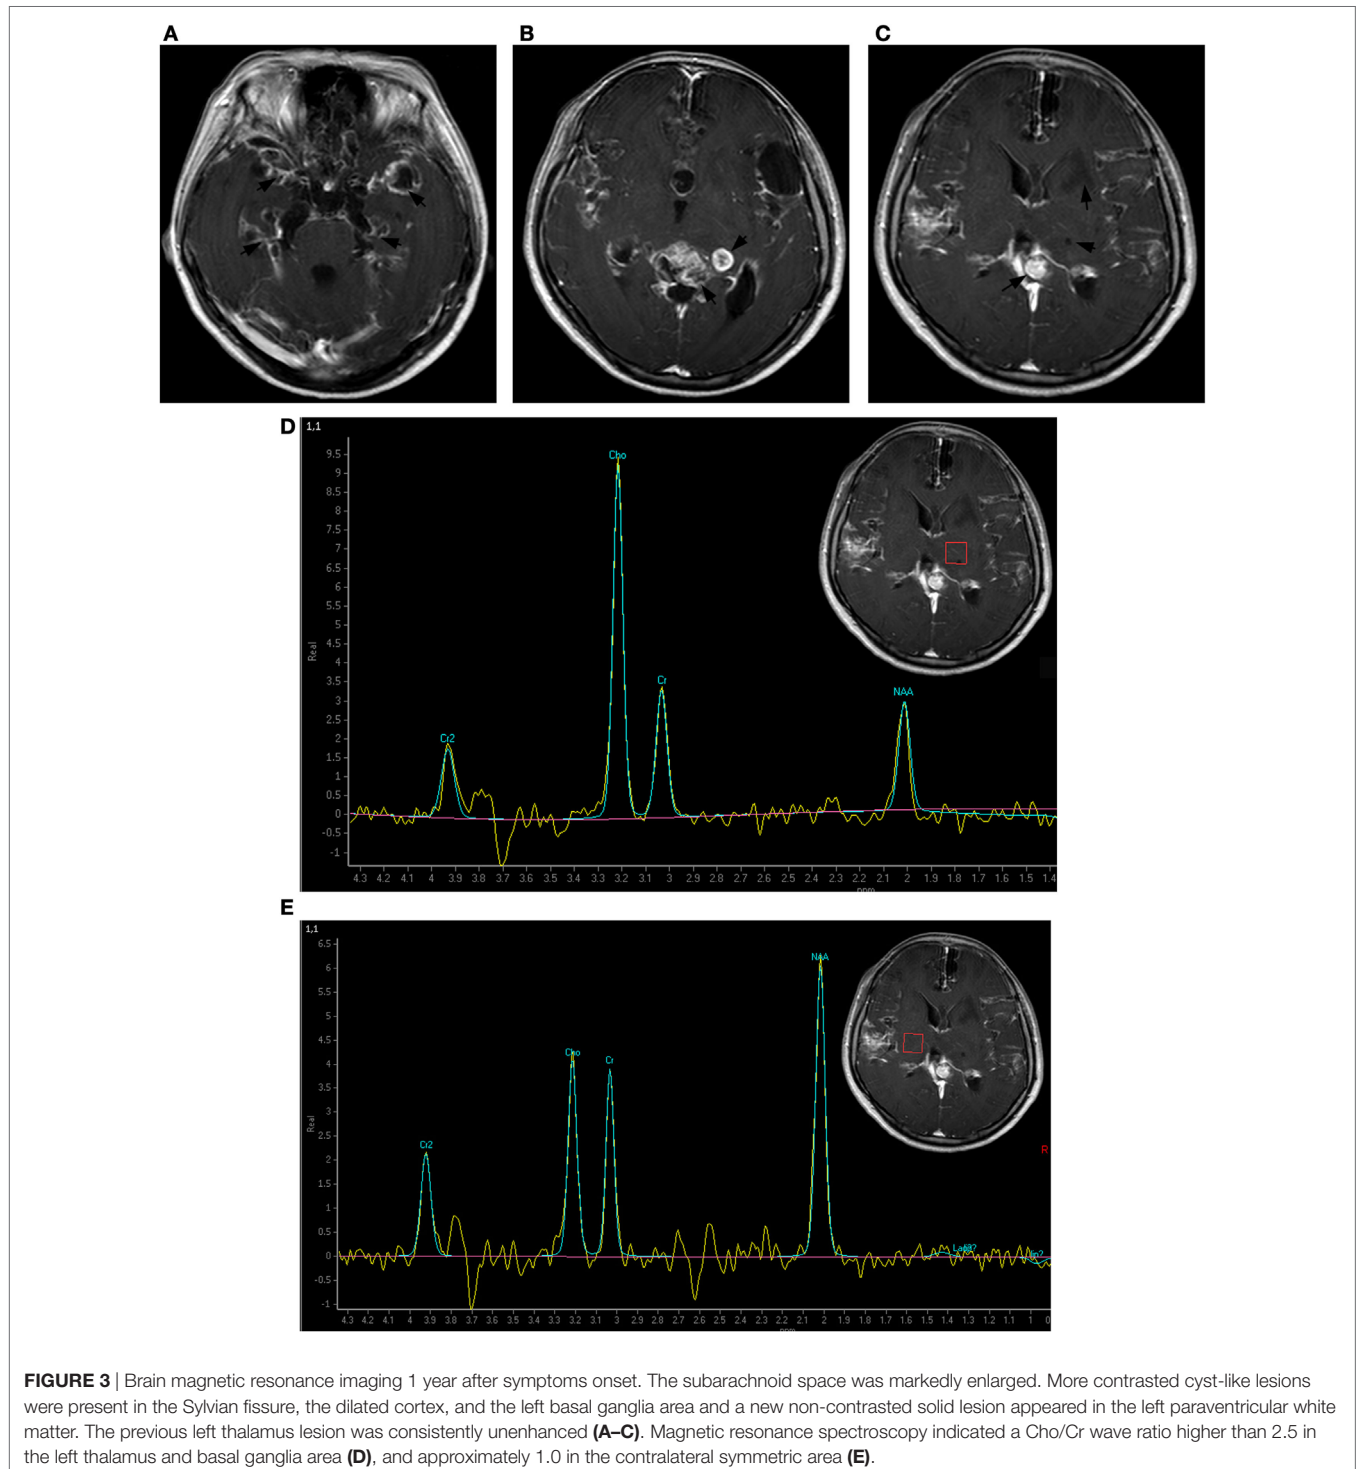 A
B
C
D
1,1
Cho
9.5
9
8.5
8
7.5
7
6.5
6
5.5
5
4.5
4
3.5
3
2.5
2
1.5
1
0.5
0
-0.5
-1
Real
Cr
NAA
Cr2
4.3 4.2 4.1 4 3.9 3.8 3.7 3.6 3.5 3.4 3.3 3.2 3.1 3 2.9 2.8 2.7 2.6 2.5 2.4 2.3 2.2 2.1 2 1.9 1.8 1.7 1.6 1.5 1.4
ppm
E
1,1
6.5
6
5.5
5
4.5
4
3.5
3
2.5
2
1.5
1
0.5
0
-0.5
-1
Real
NAA
Cho
Cr
Cr2
R
4.3 4.2 4.1 4 3.9 3.8 3.7 3.6 3.5 3.4 3.3 3.2 3.1 3 2.9 2.8 2.7 2.6 2.5 2.4 2.3 2.2 2.1 2 1.9 1.8 1.7 1.6 1.5 1.4 1.3 1.2 1.1 1
ppm
FIGURE 3 | Brain magnetic resonance imaging 1 year after symptoms onset. The subarachnoid space was markedly enlarged. More contrasted cyst-like lesions
were present in the Sylvian fissure, the dilated cortex, and the left basal ganglia area and a new non-contrasted solid lesion appeared in the left paraventricular white
matter. The previous left thalamus lesion was consistently unenhanced (A–C). Magnetic resonance spectroscopy indicated a Cho/Cr wave ratio higher than 2.5 in
the left thalamus and basal ganglia area (D), and approximately 1.0 in the contralateral symmetric area (E).